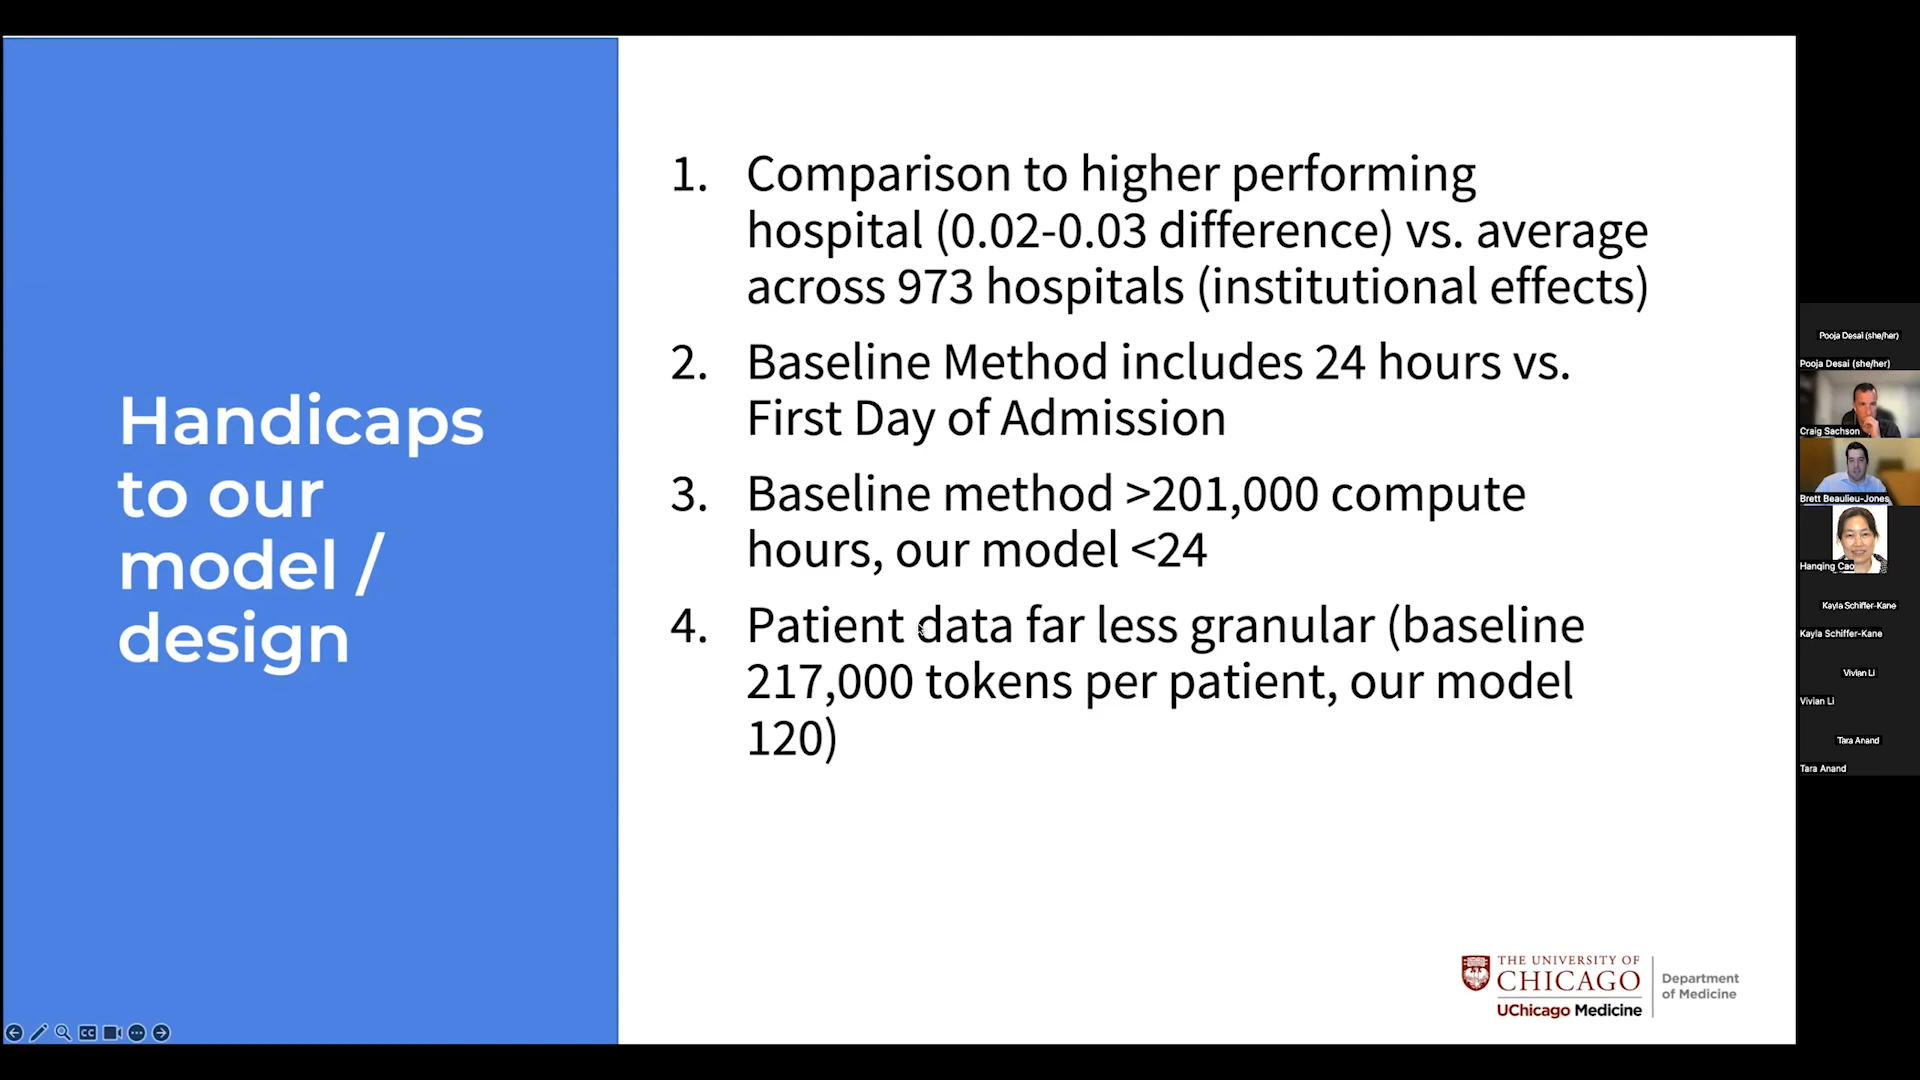 Handicaps
to our
model /
design
1. Comparison to higher performing
hospital (0.02-0.03 difference) vs. average
across 973 hospitals (institutional effects)
2. Baseline Method includes 24 hours vs.
First Day of Admission
3. Baseline method >201,000 compute
hours, our model <24
4. Patient data far less granular (baseline
217,000 tokens per patient, our model
120)
THE UNIVERSITY OF
CHICAGO
UChicago Medicine
Department
of Medicine
CC
Pooja Desai (she/her)
Pooja Desai (she/her)
Craig Sachson
Brett Beaulieu-Jones
Hanqing Cao
Kayla Schiffer-Kane
Kayla Schiffer-Kane
Vivian Li
Vivian Li
Tara Anand
Tara Anand